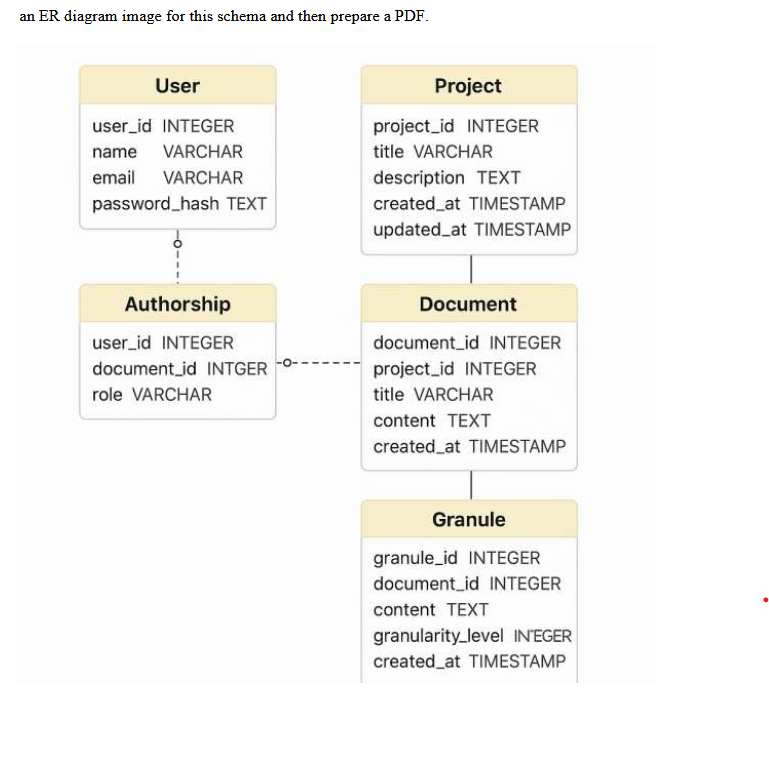 an ER diagram image for this schema and then prepare a PDF.
User
user_id INTEGER
name VARCHAR
email VARCHAR
password_hash TEXT
Project
project_id INTEGER
title VARCHAR
description TEXT
created_at TIMESTAMP
updated_at TIMESTAMP
Authorship
user_id INTEGER
document_id INTGER
role VARCHAR
Document
document_id INTEGER
project_id INTEGER
title VARCHAR
content TEXT
created_at TIMESTAMP
Granule
granule_id INTEGER
document_id INTEGER
content TEXT
granularity_level IN'EGER
created_at TIMESTAMP